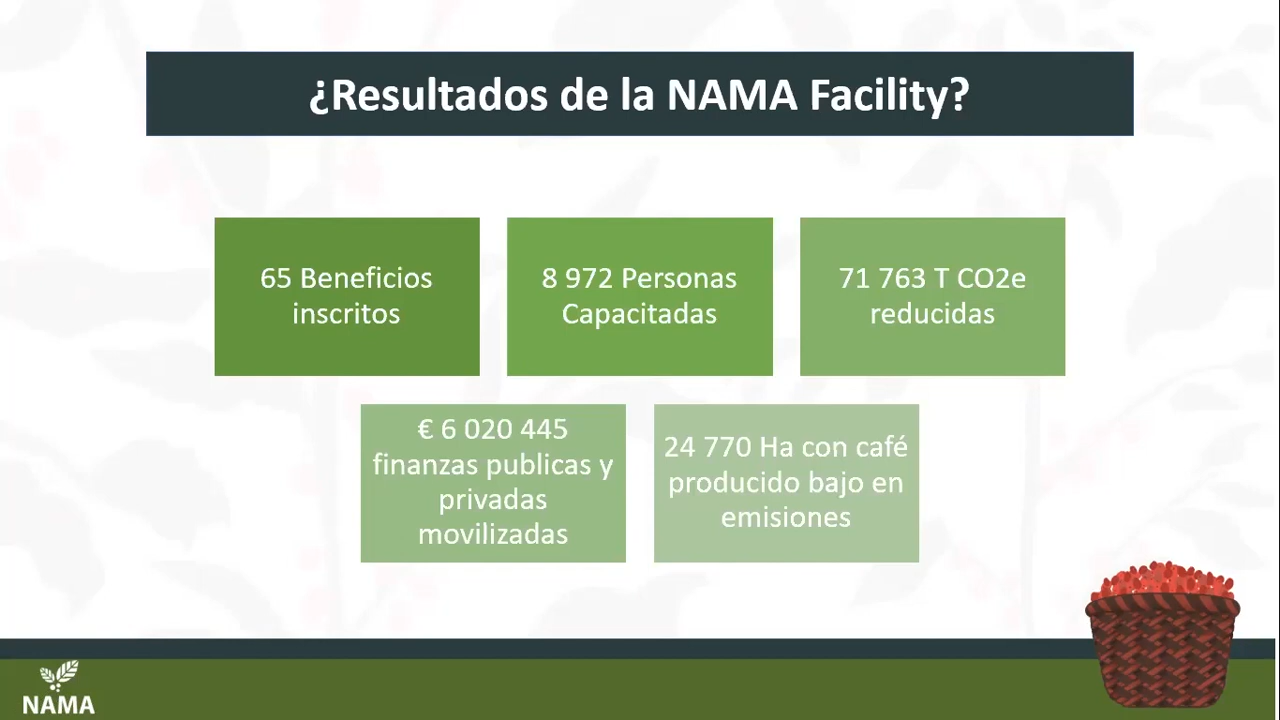 ¿Resultados de la NAMA Facility?
65 Beneficios
inscritos
8 972 Personas
Capacitadas
71 763 T CO2e
reducidas
€ 6 020 445
finanzas publicas y
privadas
movilizadas
24 770 Ha con café
producido bajo en
emisiones
NAMA